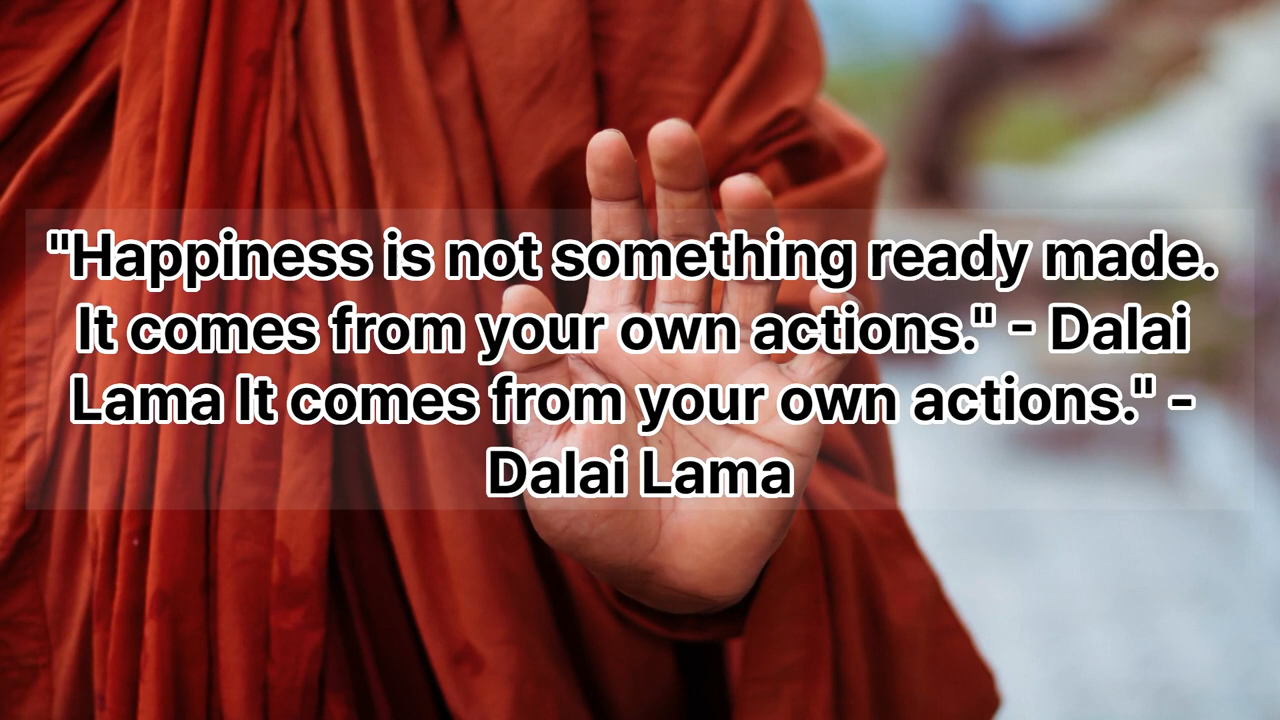 "Happiness is not something ready made.
It comes from your own actions." - Dalai
Lama It comes from your own actions." -
Dalai Lama